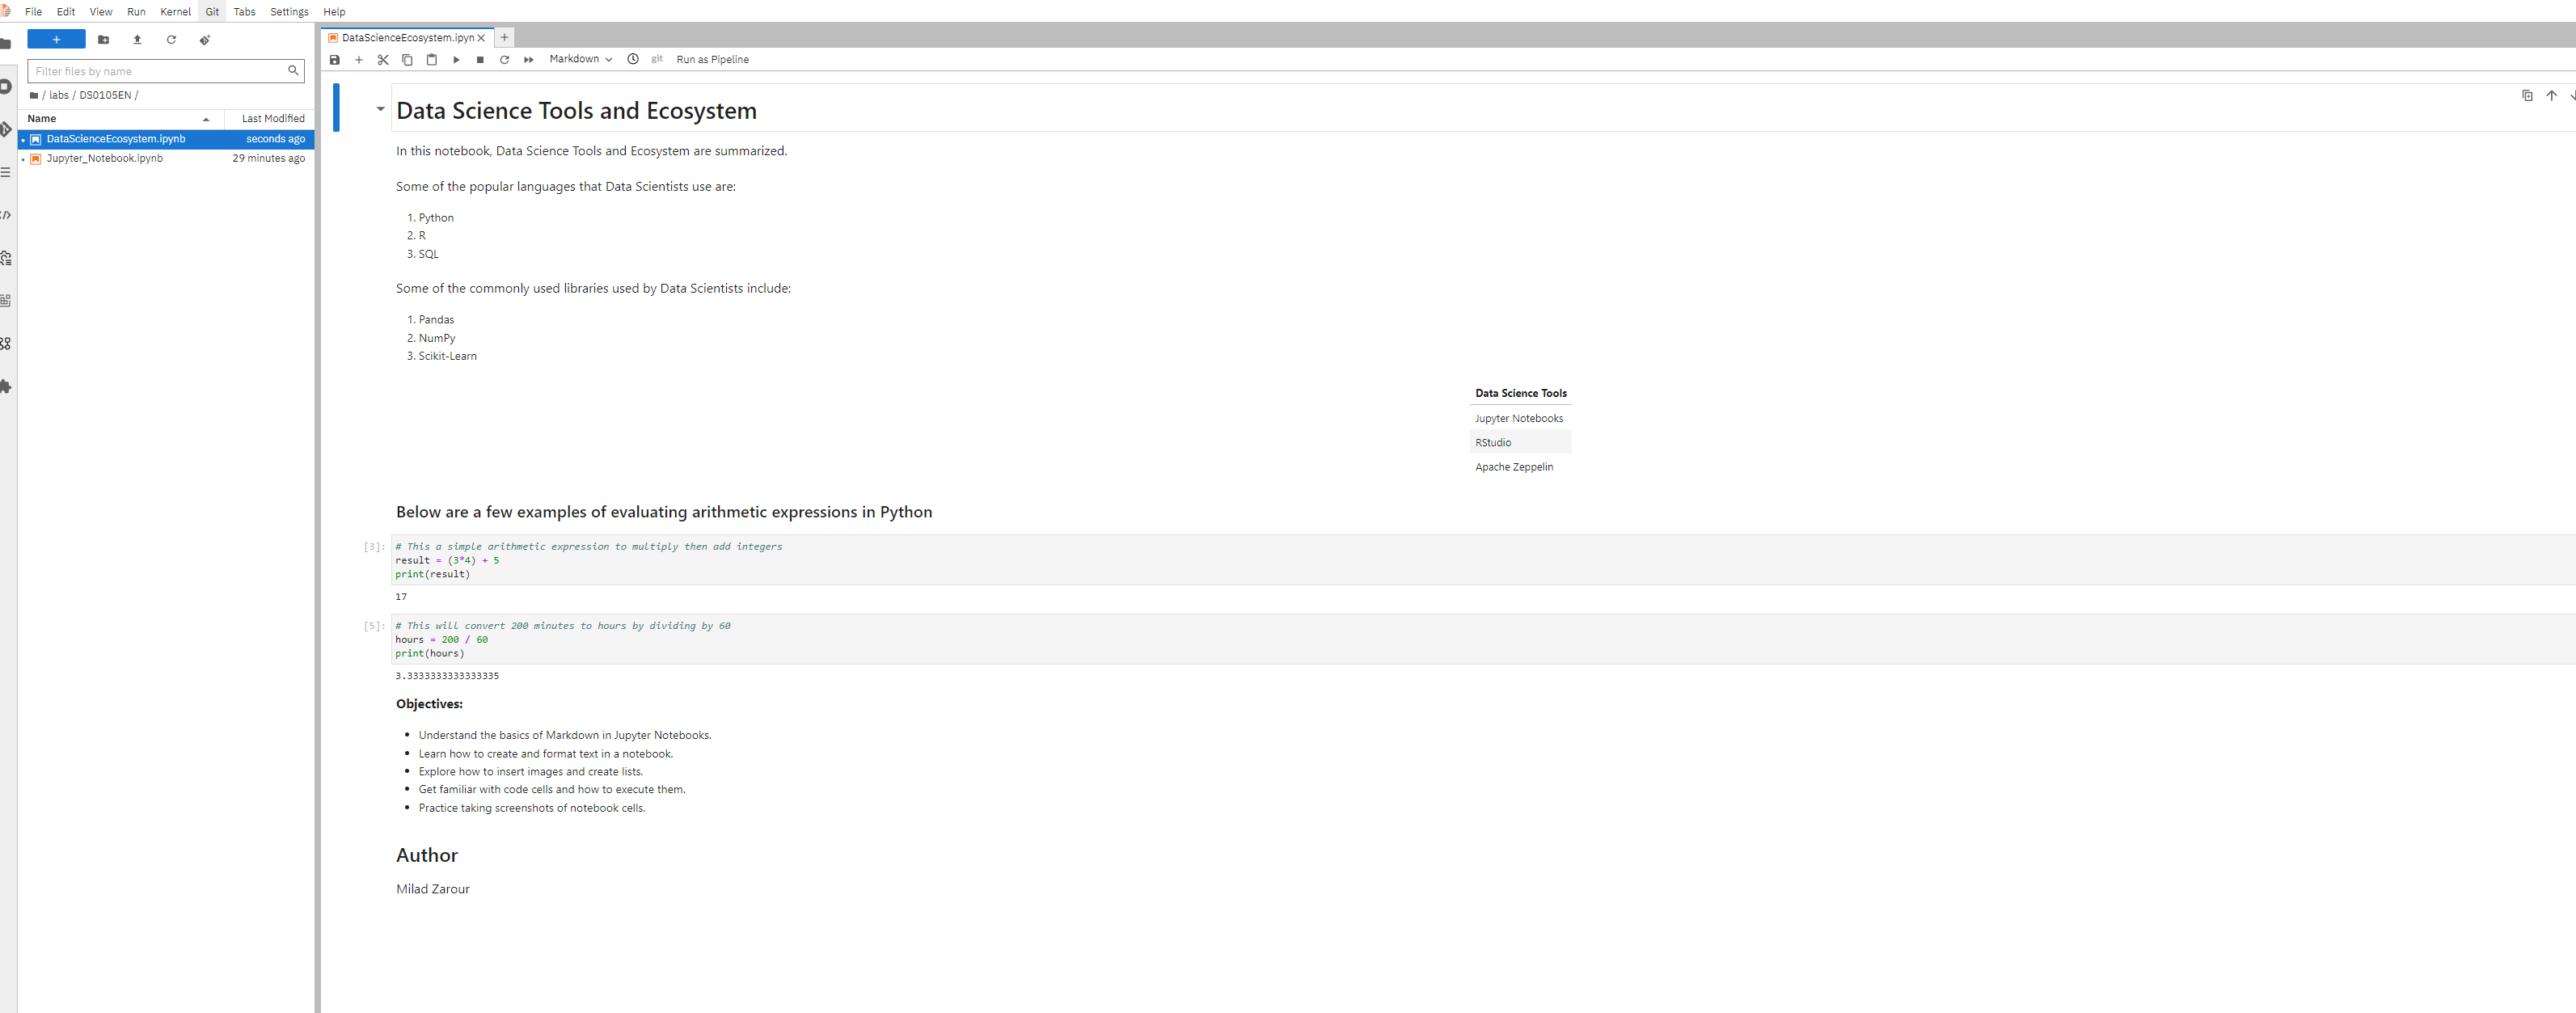 File Edit View Run Kernel Git Tabs Settings Help
+
Filter files by name
/ labs / DS0105EN /
Name Last Modified
DataScienceEcosystem.ipynb seconds ago
Jupyter_Notebook.ipynb 29 minutes ago
DataScienceEcosystem.ipyn × +
Markdown git Run as Pipeline
Data Science Tools and Ecosystem
In this notebook, Data Science Tools and Ecosystem are summarized.
Some of the popular languages that Data Scientists use are:
1. Python
2. R
3. SQL
Some of the commonly used libraries used by Data Scientists include:
1. Pandas
2. NumPy
3. Scikit-Learn
Data Science Tools
Jupyter Notebooks
RStudio
Apache Zeppelin
Below are a few examples of evaluating arithmetic expressions in Python
[3]: # This a simple arithmetic expression to multiply then add integers
result = (3*4) + 5
print(result)
17
[5]: # This will convert 200 minutes to hours by dividing by 60
hours = 200 / 60
print(hours)
3.3333333333333335
Objectives:
• Understand the basics of Markdown in Jupyter Notebooks.
• Learn how to create and format text in a notebook.
• Explore how to insert images and create lists.
• Get familiar with code cells and how to execute them.
• Practice taking screenshots of notebook cells.
Author
Milad Zarour